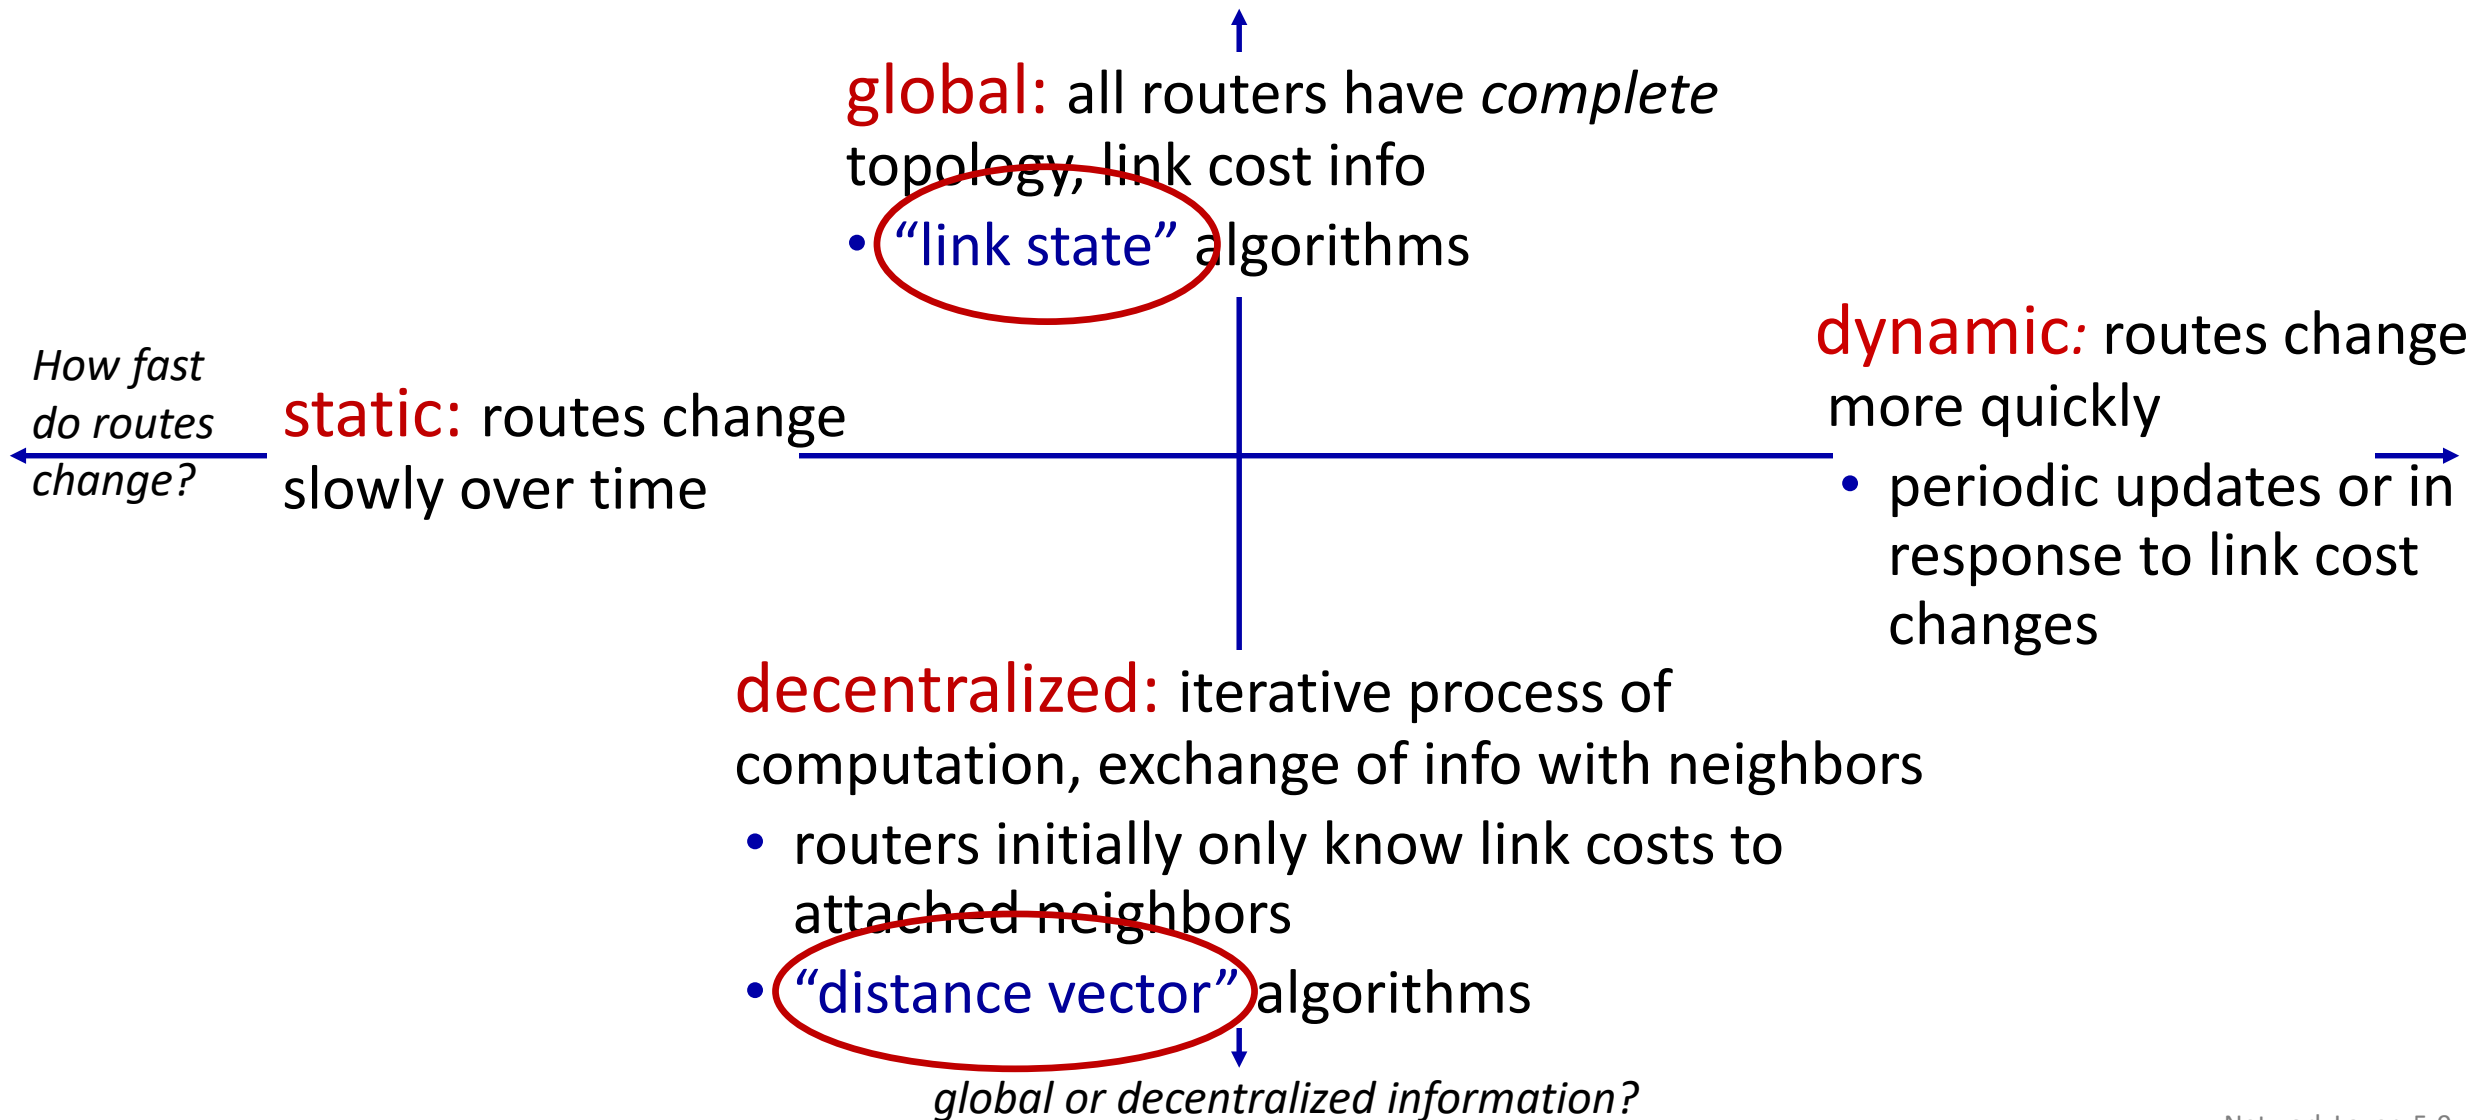 global: all routers have complete
topology, link cost info
• “link state” algorithms
How fast
do routes
change?
static: routes change
slowly over time
dynamic: routes change
more quickly
• periodic updates or in
response to link cost
changes
decentralized: iterative process of
computation, exchange of info with neighbors
• routers initially only know link costs to
attached neighbors
• “distance vector” algorithms
global or decentralized information?